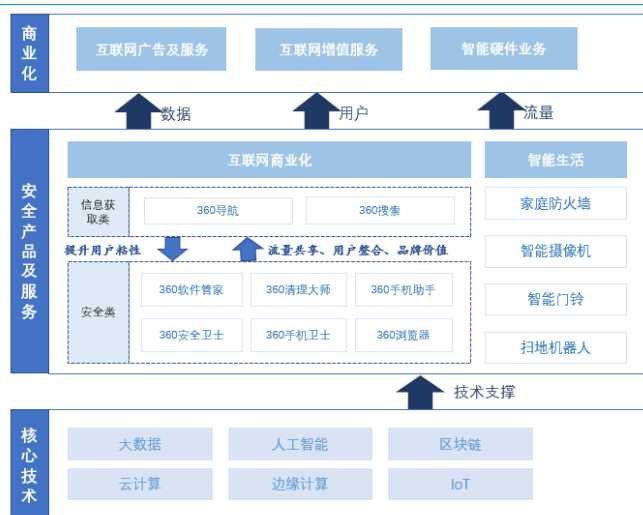 商业化
互联网广告及服务
互联网增值服务
智能硬件业务
数据
用户
流量
安全产品及服务
互联网商业化
智能生活
信息获
取类
360导航
360搜索
提升用户粘性
流量共享、用户整合、品牌价值
安全类
360软件管家
360清理大师
360手机助手
360安全卫士
360手机卫士
360浏览器
家庭防火墙
智能摄像机
智能门铃
扫地机器人
技术支撑
核心技术
大数据
人工智能
区块链
云计算
边缘计算
IoT